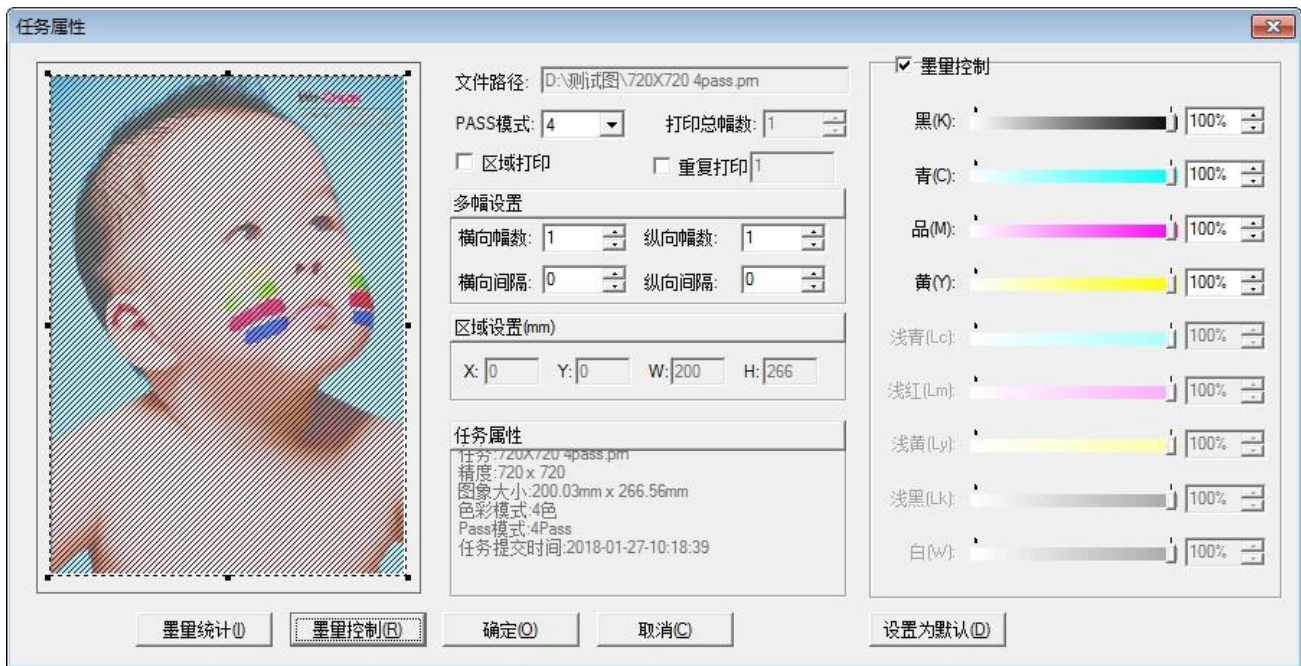 任务属性
文件路径: D:\测试图\720X720 4pass.prn
PASS模式: 4 打印总幅数: 1
区域打印 重复打印 1
多幅设置
横向幅数: 1 纵向幅数: 1
横向间隔: 0 纵向间隔: 0
区域设置(mm)
X: 0 Y: 0 W: 200 H: 266
任务属性
任务:720X720 4pass.prn
精度:720 x 720
图象大小:200.03mm x 266.56mm
色彩模式:4色
Pass模式:4Pass
任务提交时间:2018-01-27-10:18:39
墨量控制
黑(K): 100%
青(C): 100%
品(M): 100%
黄(Y): 100%
浅青(Lc): 100%
浅红(Lm): 100%
浅黄(Ly): 100%
浅黑(Lk): 100%
白(W): 100%
墨量统计(I) 墨量控制(R) 确定(O) 取消(C) 设置为默认(D)